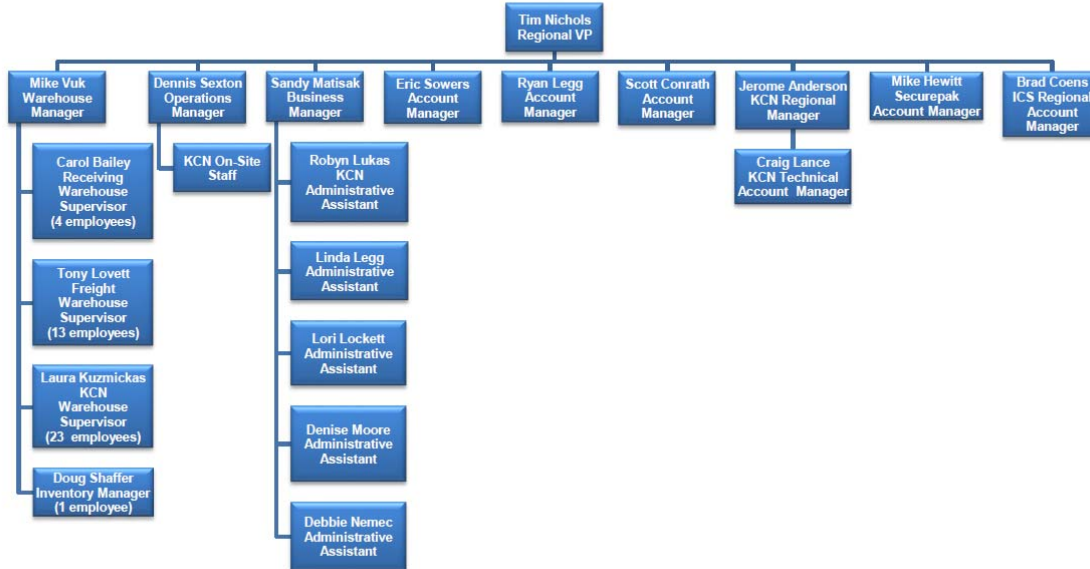 Tim Nichols
Regional VP
Mike Vuk
Warehouse
Manager
Dennis Sexton
Operations
Manager
Sandy Matisak
Business
Manager
Eric Sowers
Account
Manager
Ryan Legg
Account
Manager
Scott Conrath
Account
Manager
Jerome Anderson
KCN Regional
Manager
Mike Hewitt
Securepak
Account Manager
Brad Coens
ICS Regional
Account
Manager
Carol Bailey
Receiving
Warehouse
Supervisor
(4 employees)
Tony Lovett
Freight
Warehouse
Supervisor
(13 employees)
Laura Kuzmickas
KCN
Warehouse
Supervisor
(23 employees)
Doug Shaffer
Inventory Manager
(1 employee)
KCN On-Site
Staff
Robyn Lukas
KCN
Administrative
Assistant
Linda Legg
Administrative
Assistant
Lori Lockett
Administrative
Assistant
Denise Moore
Administrative
Assistant
Debbie Nemec
Administrative
Assistant
Craig Lance
KCN Technical
Account Manager